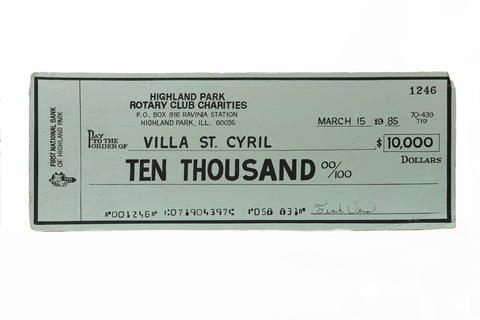 1246
HIGHLAND PARK
ROTARY CLUB CHARITIES
P.O. BOX 916 RAVINIA STATION
HIGHLAND PARK, ILL. 60035
MARCH 15 1985
70-439
719
FIRST NATIONAL BANK
OF HIGHLAND PARK
PAY
TO THE
ORDER OF VILLA ST. CYRIL $ 10,000
TEN THOUSAND 00/100 DOLLARS
⑈001246⑈ ⑆071904397⑆ ⑈058 831⑈